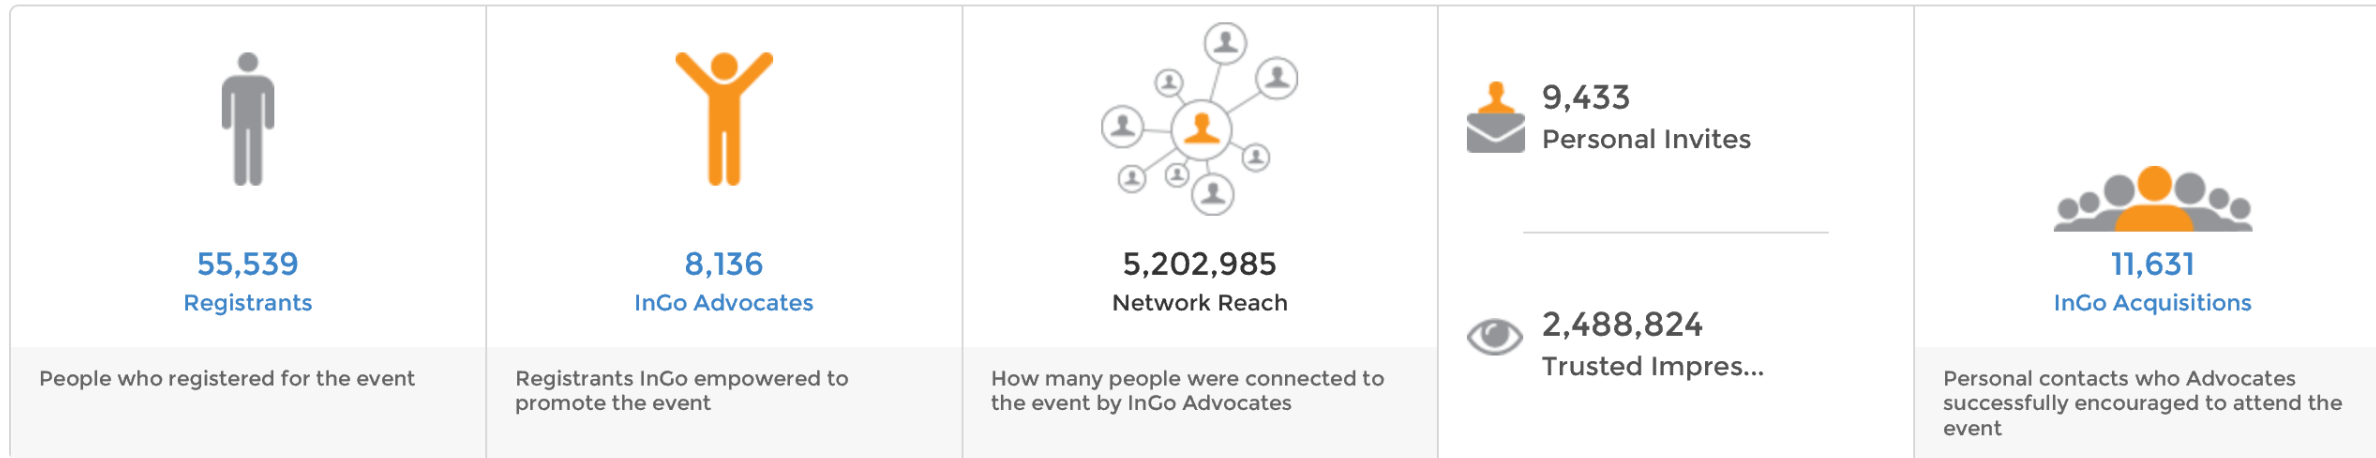 55,539
Registrants
People who registered for the event
8,136
InGo Advocates
Registrants InGo empowered to
promote the event
5,202,985
Network Reach
How many people were connected to
the event by InGo Advocates
9,433
Personal Invites
2,488,824
Trusted Impres...
11,631
InGo Acquisitions
Personal contacts who Advocates
successfully encouraged to attend the
event